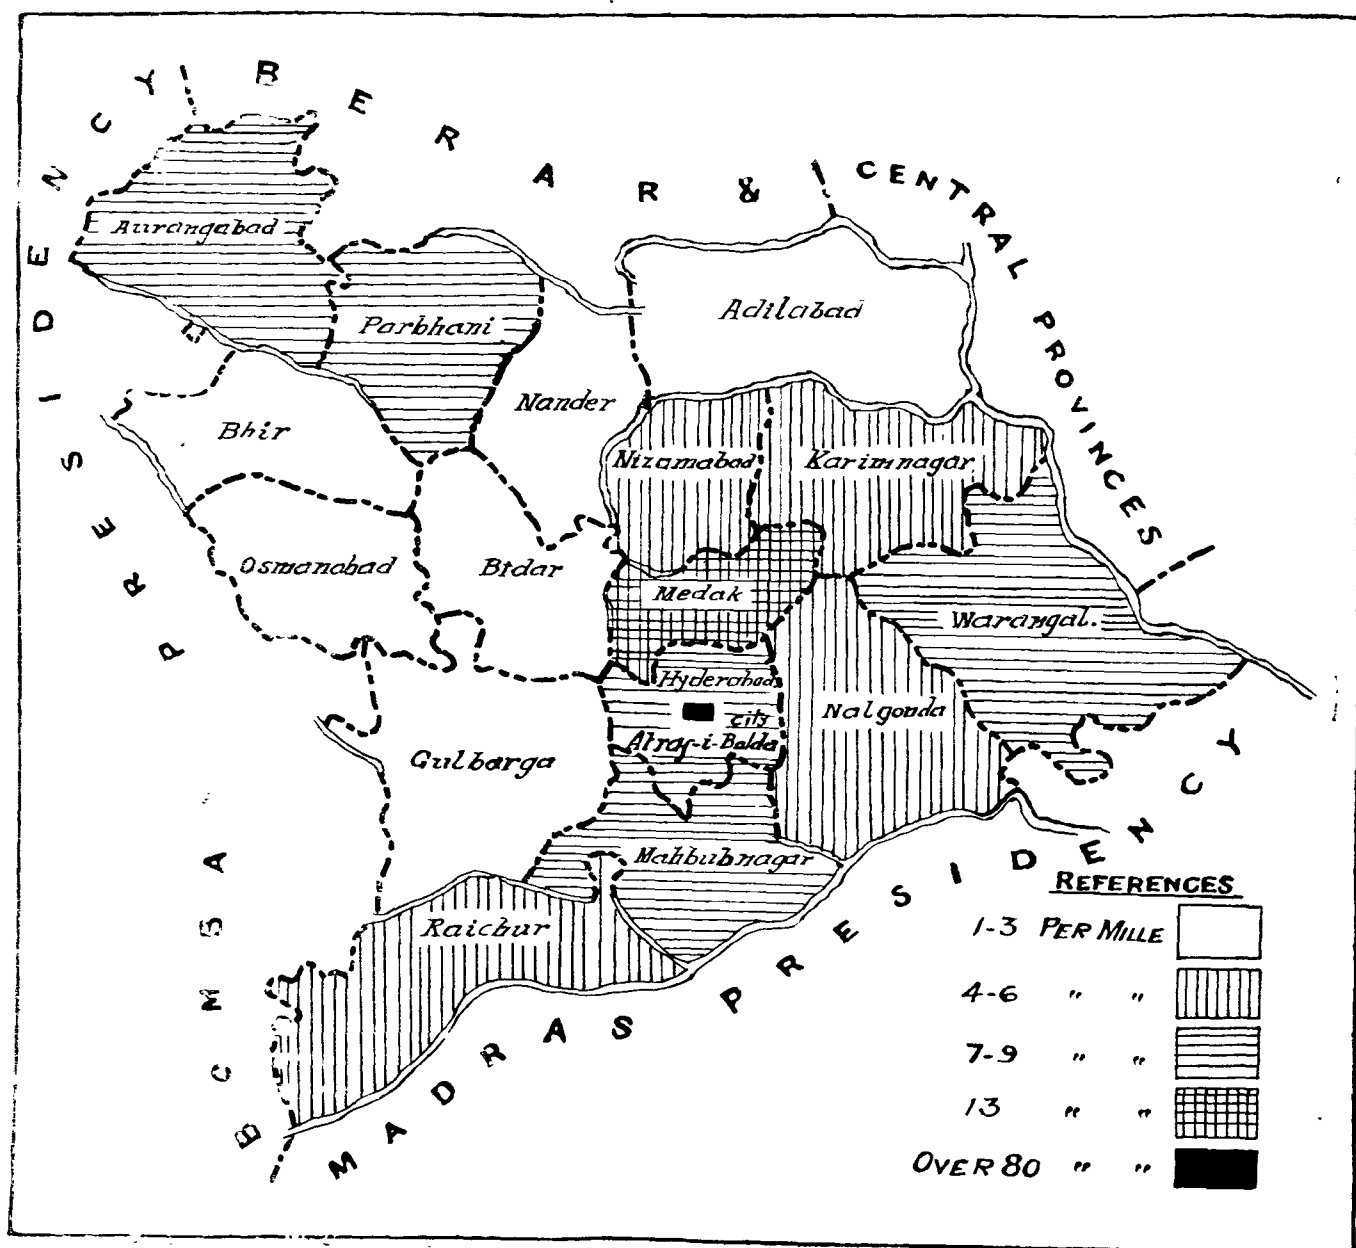 BERAR & CENTRAL PROVINCES
PRESIDENCY
Aurangabad
Parbhani
Adilabad
Nander
Bhir
Nizamabad
Karimnagar
Osmanabad
Bidar
Medak
Warangal.
Hyderabad
City
Nalgonda
Atraf-i-Balda
Gulbarga
Mahbubnagar
Raichur
MADRAS PRESIDENCY
REFERENCES
1-3 PER MILLE
4-6 " "
7-9 " "
13 " "
OVER 80 " "